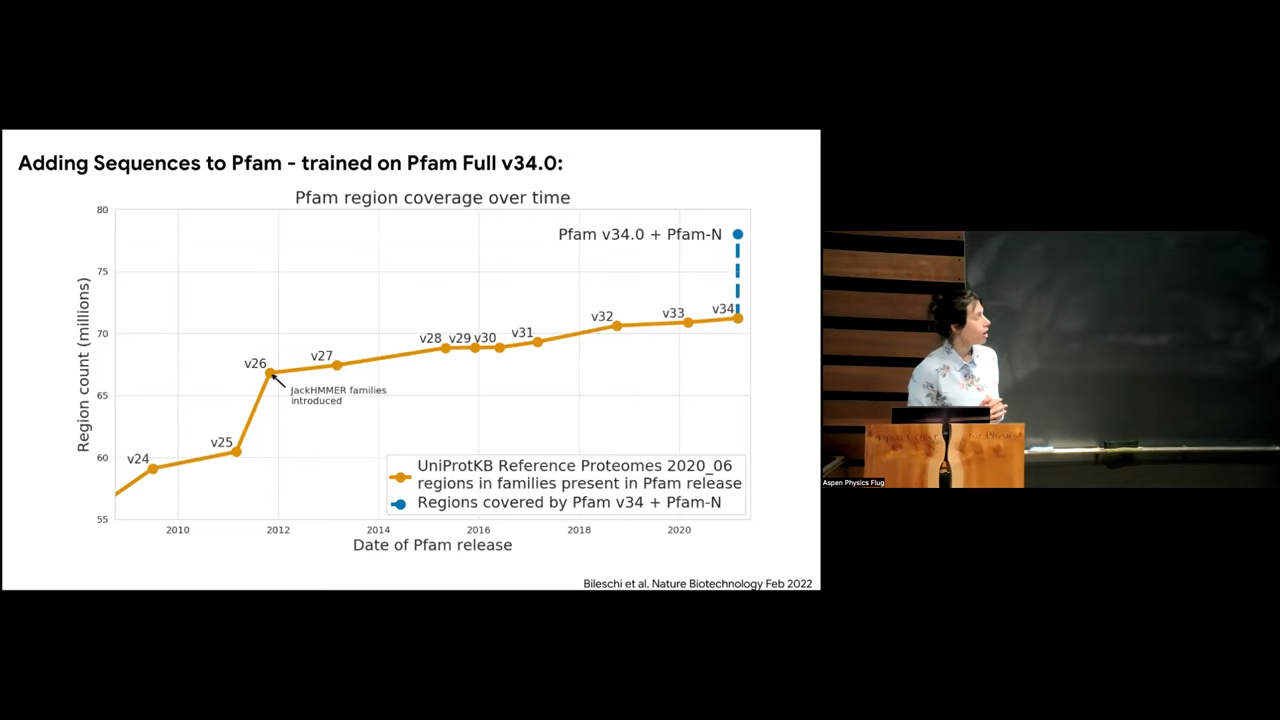 Adding Sequences to Pfam - trained on Pfam Full v34.0:
Pfam region coverage over time
80
75
70
65
60
55
Region count (millions)
Pfam v34.0 + Pfam-N
v24
v25
v26
v27
v28
v29
v30
v31
v32
v33
v34
JackHMMER families
introduced
UniProtKB Reference Proteomes 2020_06
regions in families present in Pfam release
Regions covered by Pfam v34 + Pfam-N
2010
2012
2014
2016
2018
2020
Date of Pfam release
Bileschi et al. Nature Biotechnology Feb 2022
Aspen Center for Physics
Aspen Physics Flug